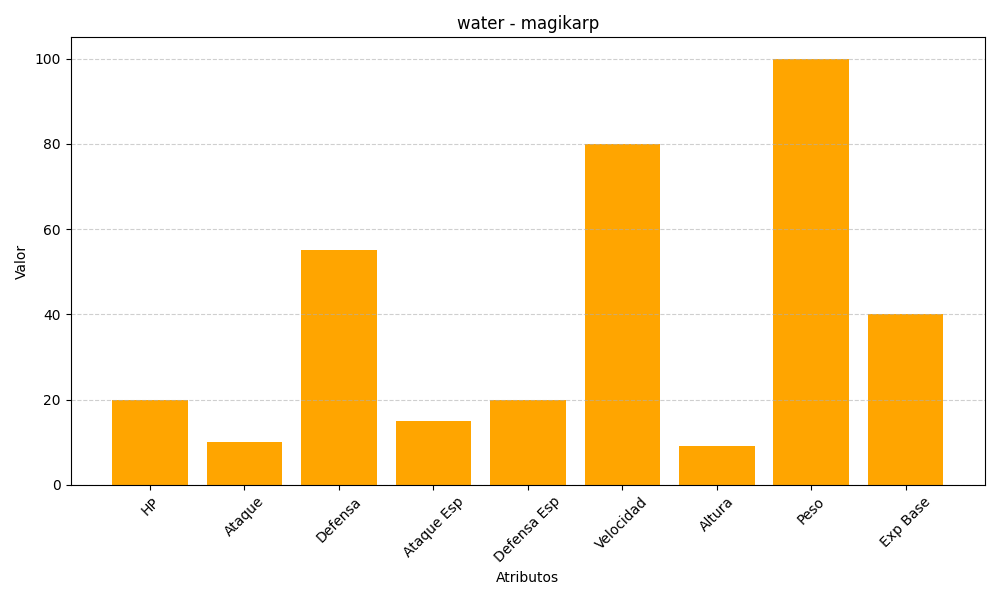 water - magikarp
Valor
100
80
60
40
20
0
HP
Ataque
Defensa
Ataque Esp
Defensa Esp
Velocidad
Altura
Peso
Exp Base
Atributos